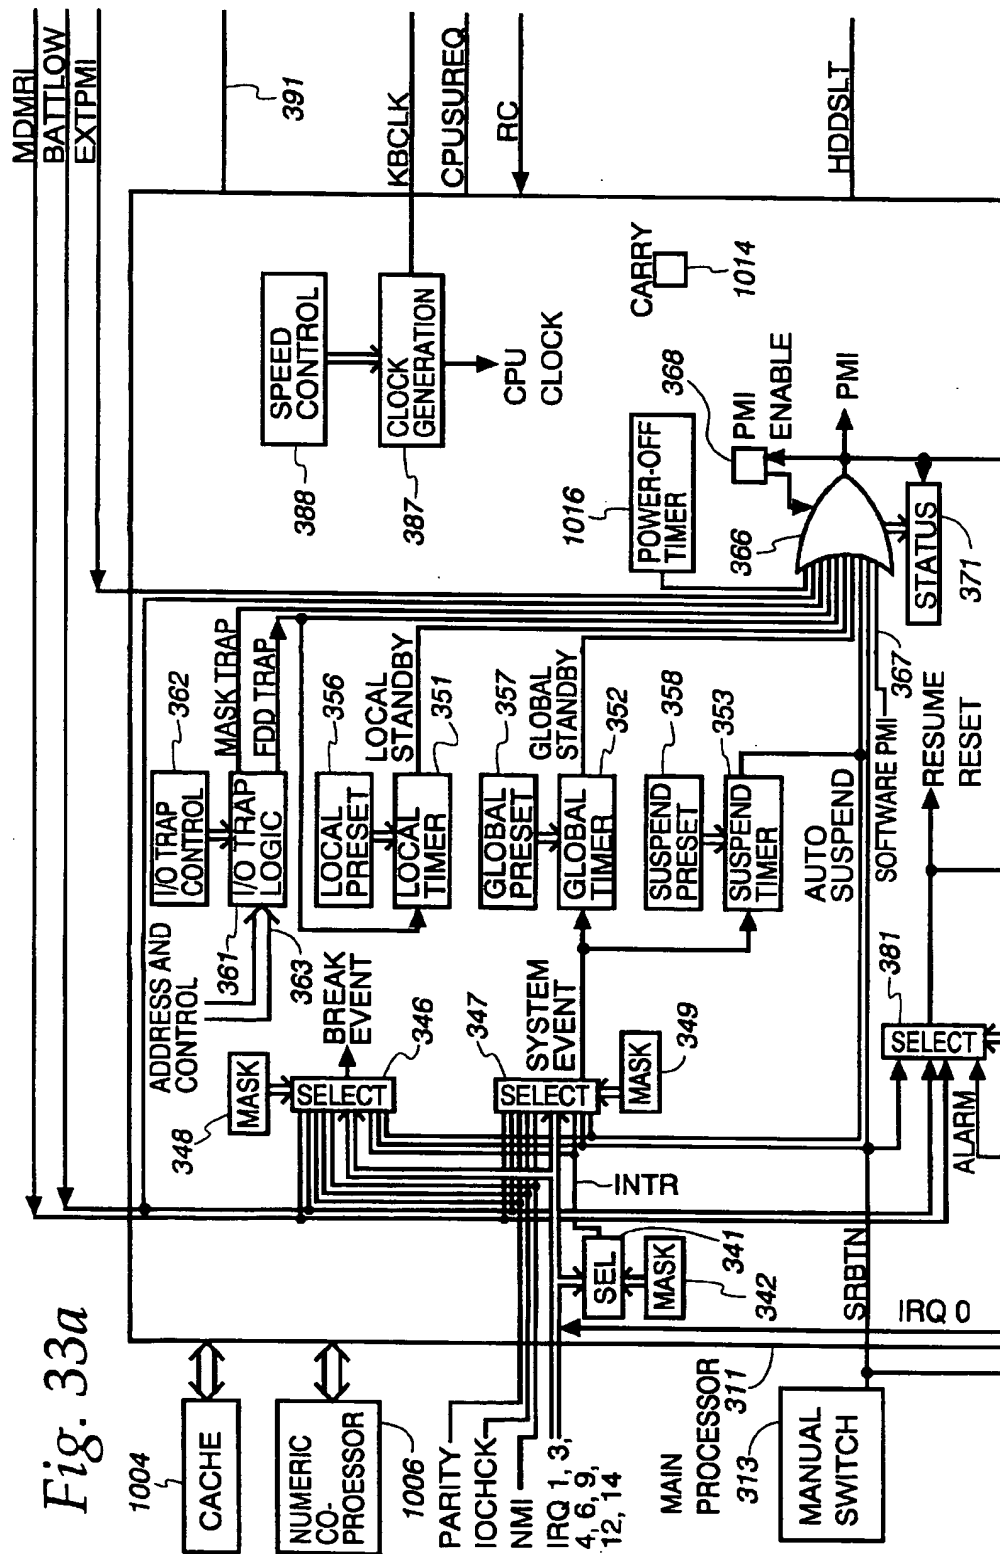 Fig. 33a
MDMRI
BATTLOW
EXTPMI
391
KBCLK
CPUSUREQ
RC
HDDSLT
1004
CACHE
NUMERIC
CO-
PROESSOR
1006
PARITY
IOCHCK
NMI
IRQ 1, 3,
4, 6, 9,
12, 14
MAIN
PROCESSOR
311
313
MANUAL
SWITCH
ADDRESS AND
CONTROL
361
363
I/O TRAP
CONTROL
362
I/O TRAP
LOGIC
MASK TRAP
FDD TRAP
SPEED
CONTROL
388
CLOCK
GENERATION
387
CPU
CLOCK
348
MASK
SELECT
BREAK
EVENT
346
LOCAL
PRESET
356
LOCAL
TIMER
LOCAL
STANDBY
351
347
SELECT
SYSTEM
EVENT
MASK
349
GLOBAL
PRESET
357
GLOBAL
TIMER
GLOBAL
STANDBY
352
SUSPEND
PRESET
358
SUSPEND
TIMER
353
1016
POWER-OFF
TIMER
CARRY
1014
366
368
PMI
ENABLE
PMI
STATUS
371
367
INTR
SEL
341
MASK
342
SRBTN
IRQ 0
AUTO
SUSPEND
SOFTWARE PMI
381
SELECT
ALARM
RESUME
RESET